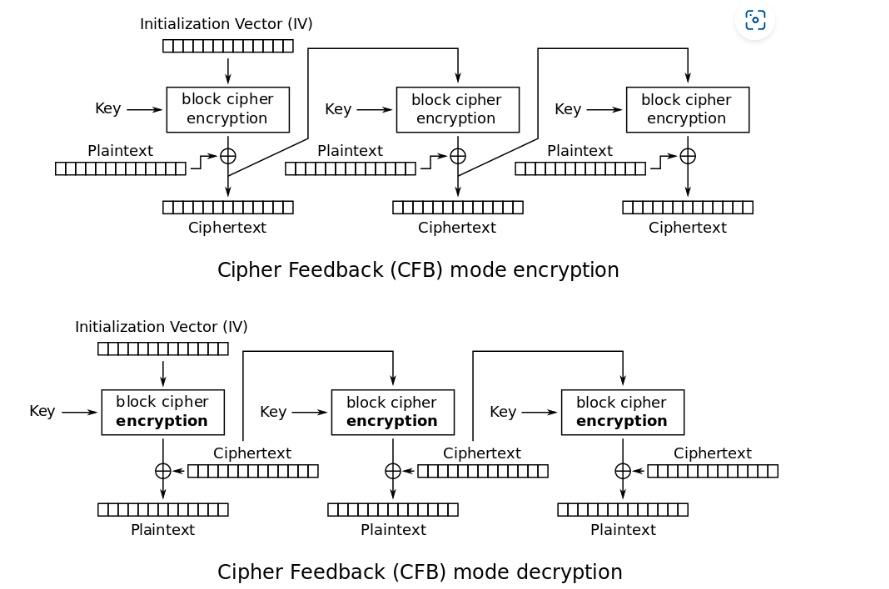 Initialization Vector (IV)
Key
block cipher
encryption
Key
block cipher
encryption
Key
block cipher
encryption
Plaintext
Plaintext
Plaintext
Ciphertext
Ciphertext
Ciphertext
Cipher Feedback (CFB) mode encryption
Initialization Vector (IV)
Key
block cipher
encryption
Key
block cipher
encryption
Key
block cipher
encryption
Ciphertext
Ciphertext
Ciphertext
Plaintext
Plaintext
Plaintext
Cipher Feedback (CFB) mode decryption